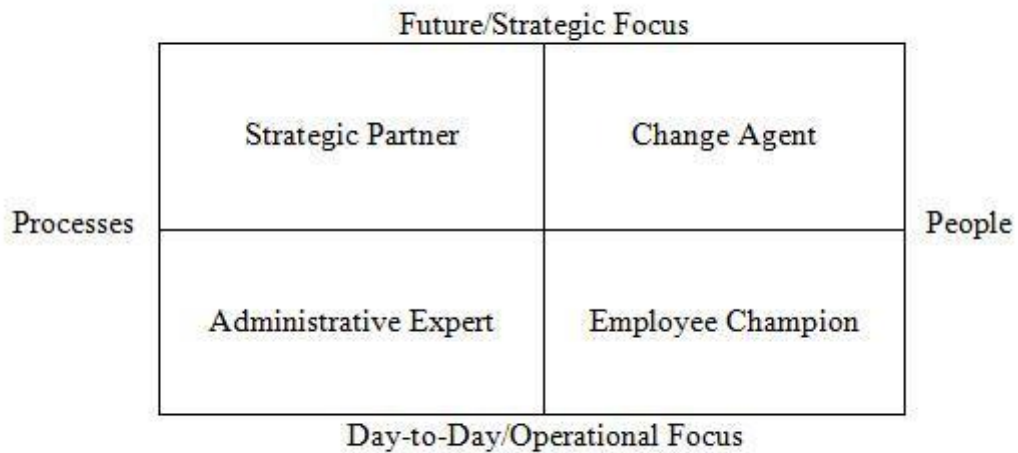 Future/Strategic Focus
Strategic Partner
Change Agent
Processes
People
Administrative Expert
Employee Champion
Day-to-Day/Operational Focus